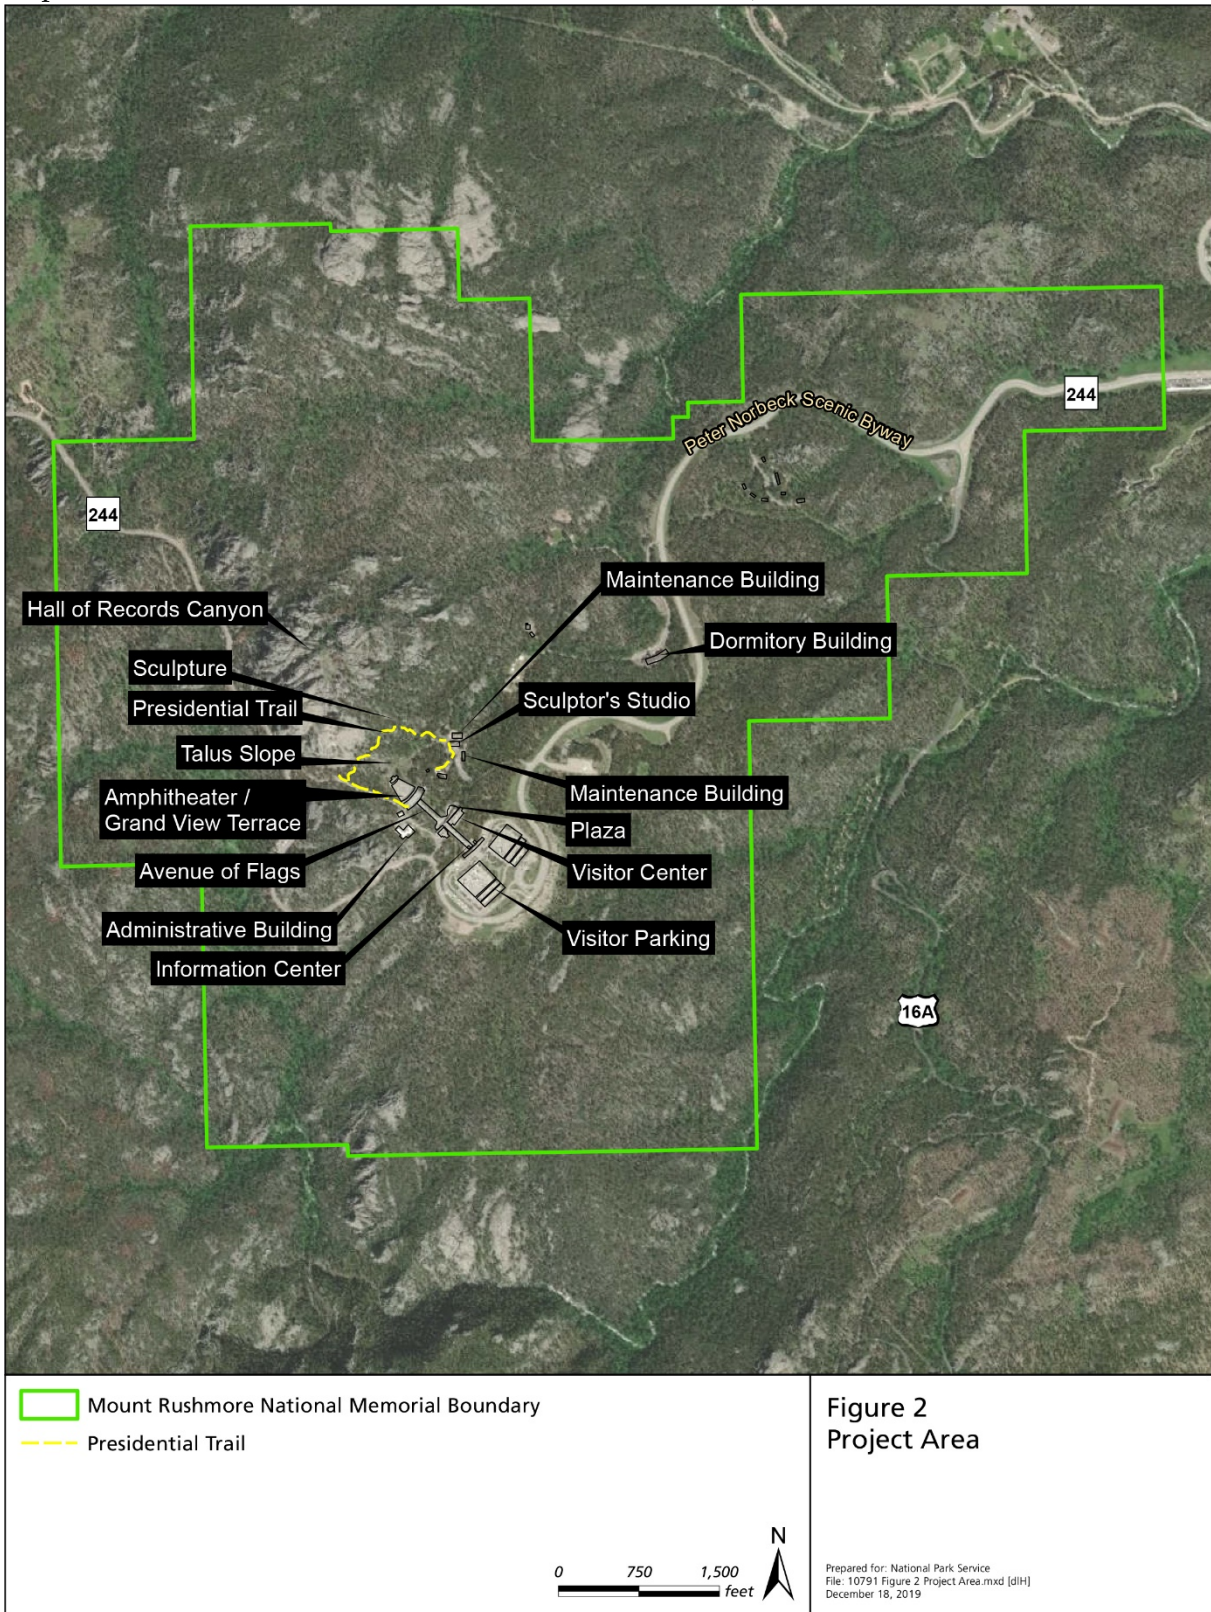 Peter Norbeck Scenic Byway
244
244
Maintenance Building
Hall of Records Canyon
Dormitory Building
Sculpture
Sculptor's Studio
Presidential Trail
Talus Slope
Maintenance Building
Amphitheater /
Grand View Terrace
Plaza
Avenue of Flags
Visitor Center
Administrative Building
Visitor Parking
Information Center
16A
Mount Rushmore National Memorial Boundary
Presidential Trail
Figure 2
Project Area
N
0 750 1,500
feet
Prepared for: National Park Service
File: 10791 Figure 2 Project Area.mxd [dlH]
December 18, 2019